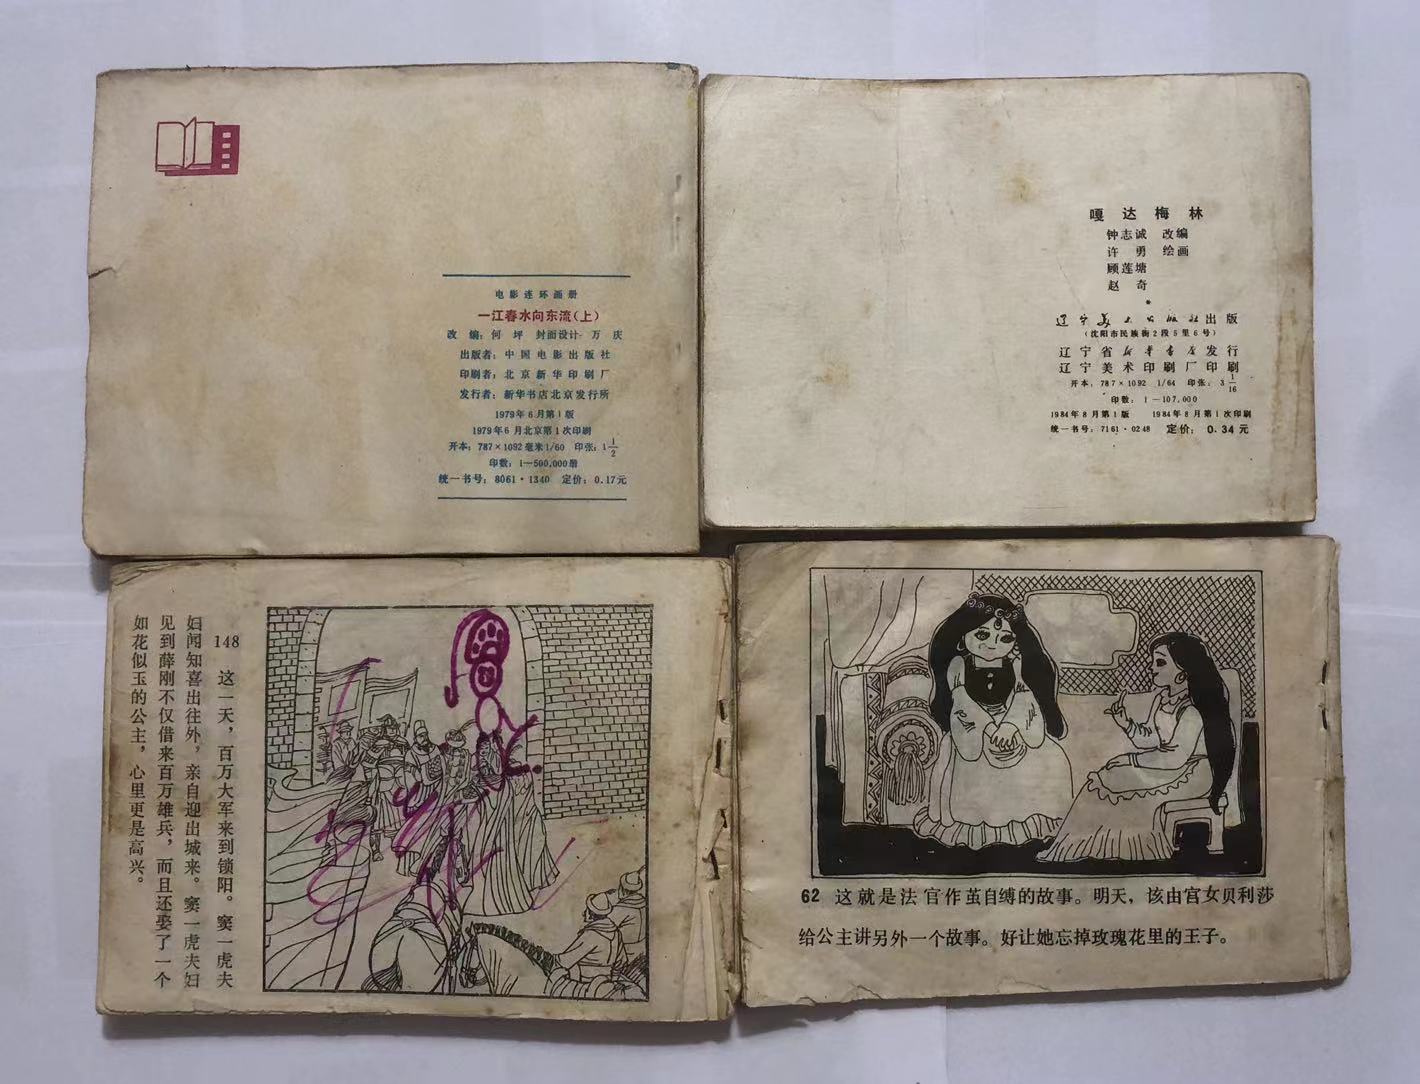 电影连环画册
一江春水向东流(上)
改 编：何 坪 封面设计：万 庆
出版者：中国电影出版社
印刷者：北京新华印刷厂
发行者：新华书店北京发行所
1979年6月第1版
1979年6月北京第1次印刷
开本：787×1092毫米1/60 印张：1 1/2
印数：1—500,000册
统一书号：8061·1340 定价：0.17元
嘎达梅林
钟志诚 改编
许 勇 绘画
顾莲塘
赵 奇
*
辽宁美术出版社出版
(沈阳市民族街2段5里6号)
辽宁省新华书店发行
辽宁美术印刷厂印刷
开本：787×1092 1/64 印张：3 1/16
印数：1—107,000
1984年8月第1版 1984年8月第1次印刷
统一书号：7161·0248 定价：0.34元
148 这一天，百万大军来到锁阳。窦一虎夫
妇闻知喜出往外，亲自迎出城来。窦一虎夫妇
见到薛刚不仅借来百万雄兵，而且还娶了一个
如花似玉的公主，心里更是高兴。
62 这就是法官作茧自缚的故事。明天，该由宫女贝利莎
给公主讲另外一个故事。好让她忘掉玫瑰花里的王子。